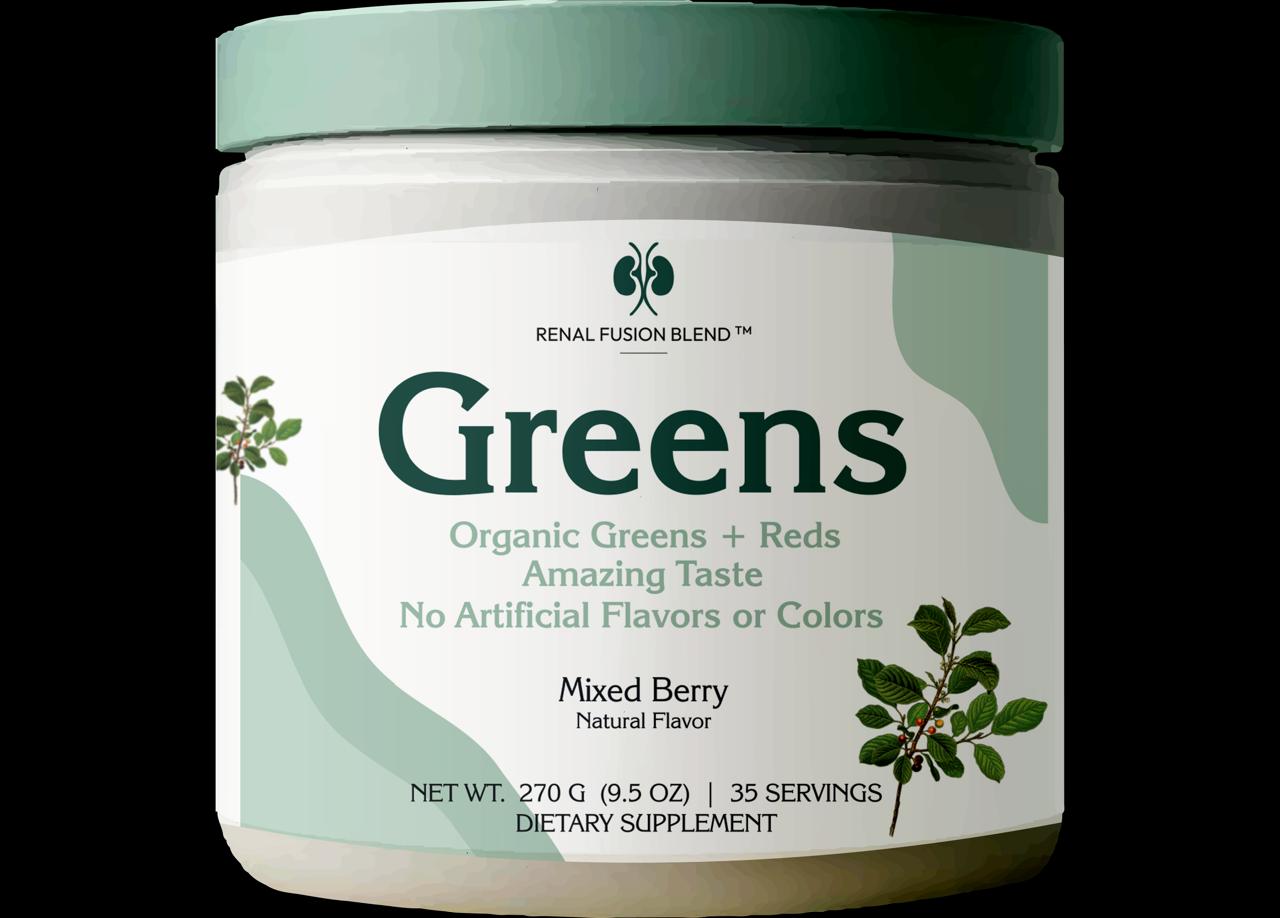 RENAL FUSION BLEND™
Greens
Organic Greens + Reds
Amazing Taste
No Artificial Flavors or Colors
Mixed Berry
Natural Flavor
NET WT. 270 G (9.5 OZ) | 35 SERVINGS
DIETARY SUPPLEMENT